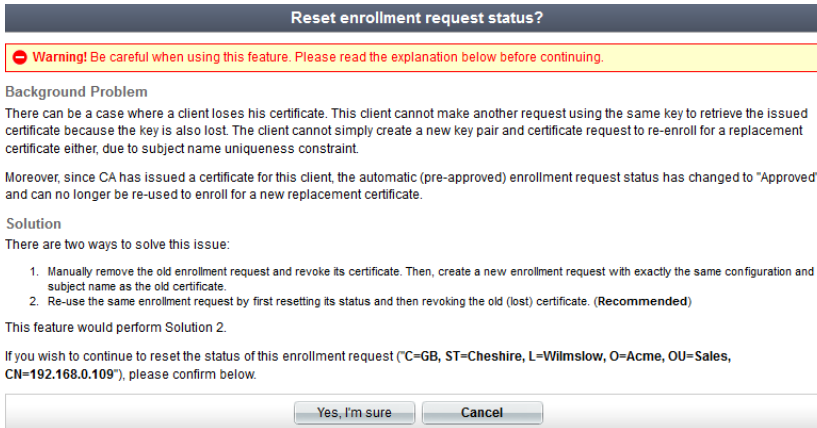 Reset enrollment request status?
Warning! Be careful when using this feature. Please read the explanation below before continuing.
Background Problem
There can be a case where a client loses his certificate. This client cannot make another request using the same key to retrieve the issued
certificate because the key is also lost. The client cannot simply create a new key pair and certificate request to re-enroll for a replacement
certificate either, due to subject name uniqueness constraint.
Moreover, since CA has issued a certificate for this client, the automatic (pre-approved) enrollment request status has changed to "Approved"
and can no longer be re-used to enroll for a new replacement certificate.
Solution
There are two ways to solve this issue:
1. Manually remove the old enrollment request and revoke its certificate. Then, create a new enrollment request with exactly the same configuration and
subject name as the old certificate.
2. Re-use the same enrollment request by first resetting its status and then revoking the old (lost) certificate. (Recommended)
This feature would perform Solution 2.
If you wish to continue to reset the status of this enrollment request ("C=GB, ST=Cheshire, L=Wilmslow, O=Acme, OU=Sales,
CN=192.168.0.109"), please confirm below.
Yes, I'm sure Cancel